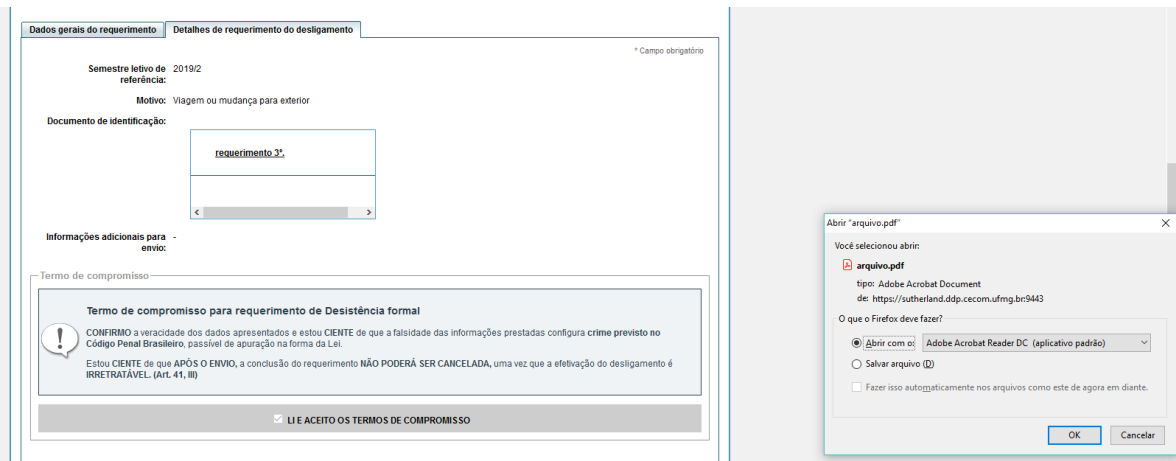 Dados gerais do requerimento
Detalhes de requerimento do desligamento
* Campo obrigatório
Semestre letivo de referência:
2019/2
Motivo: Viagem ou mudança para exterior
Documento de identificação:
requerimento 3º.
Informações adicionais para envio:
-
Termo de compromisso
Termo de compromisso para requerimento de Desistência formal
CONFIRMO a veracidade dos dados apresentados e estou CIENTE de que a falsidade das informações prestadas configura crime previsto no
Código Penal Brasileiro, passível de apuração na forma da Lei.
Estou CIENTE de que APÓS O ENVIO, a conclusão do requerimento NÃO PODERÁ SER CANCELADA, uma vez que a efetivação do desligamento é
IRRETRATÁVEL. (Art. 41, III)
LI E ACEITO OS TERMOS DE COMPROMISSO
Abrir "arquivo.pdf"
Você selecionou abrir:
arquivo.pdf
tipo: Adobe Acrobat Document
de: https://sutherland.ddp.cecom.ufmg.br:9443
O que o Firefox deve fazer?
Abrir com o: Adobe Acrobat Reader DC (aplicativo padrão)
Salvar arquivo (D)
Fazer isso automaticamente nos arquivos como este de agora em diante.
OK
Cancelar